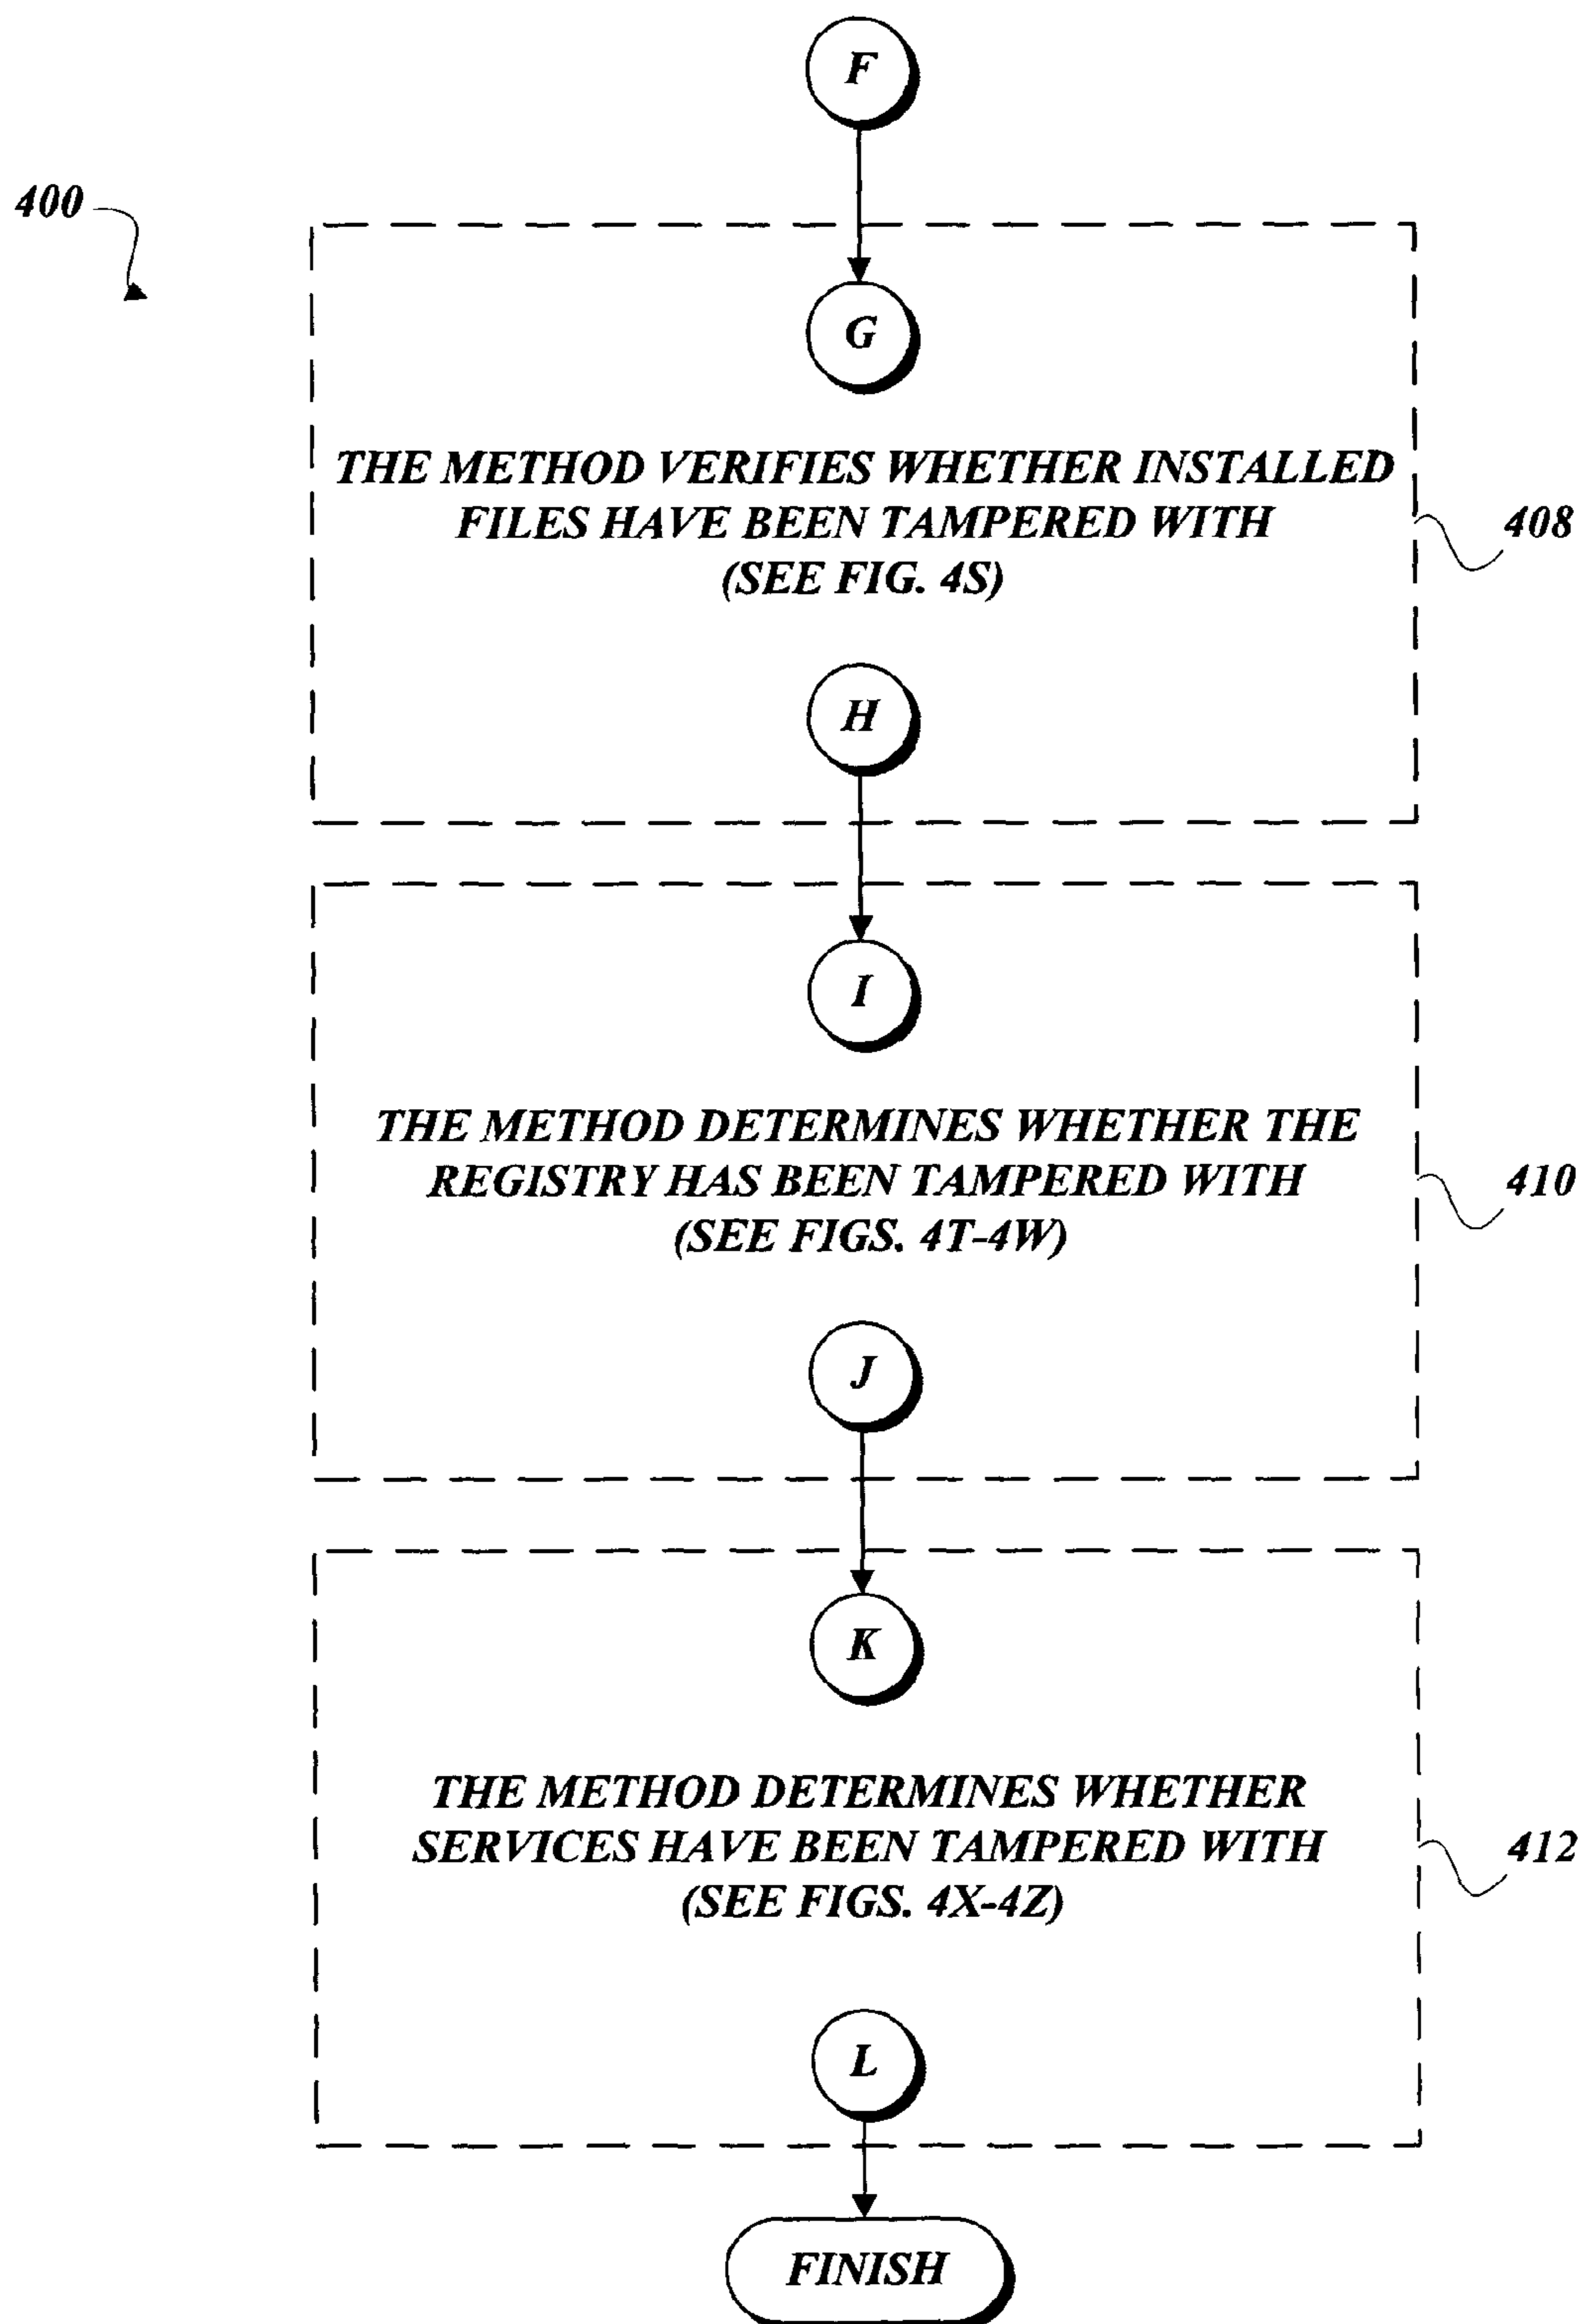 F
400
G
THE METHOD VERIFIES WHETHER INSTALLED
FILES HAVE BEEN TAMPERED WITH
(SEE FIG. 4S)
408
H
I
THE METHOD DETERMINES WHETHER THE
REGISTRY HAS BEEN TAMPERED WITH
(SEE FIGS. 4T-4W)
410
J
K
THE METHOD DETERMINES WHETHER
SERVICES HAVE BEEN TAMPERED WITH
(SEE FIGS. 4X-4Z)
412
L
FINISH